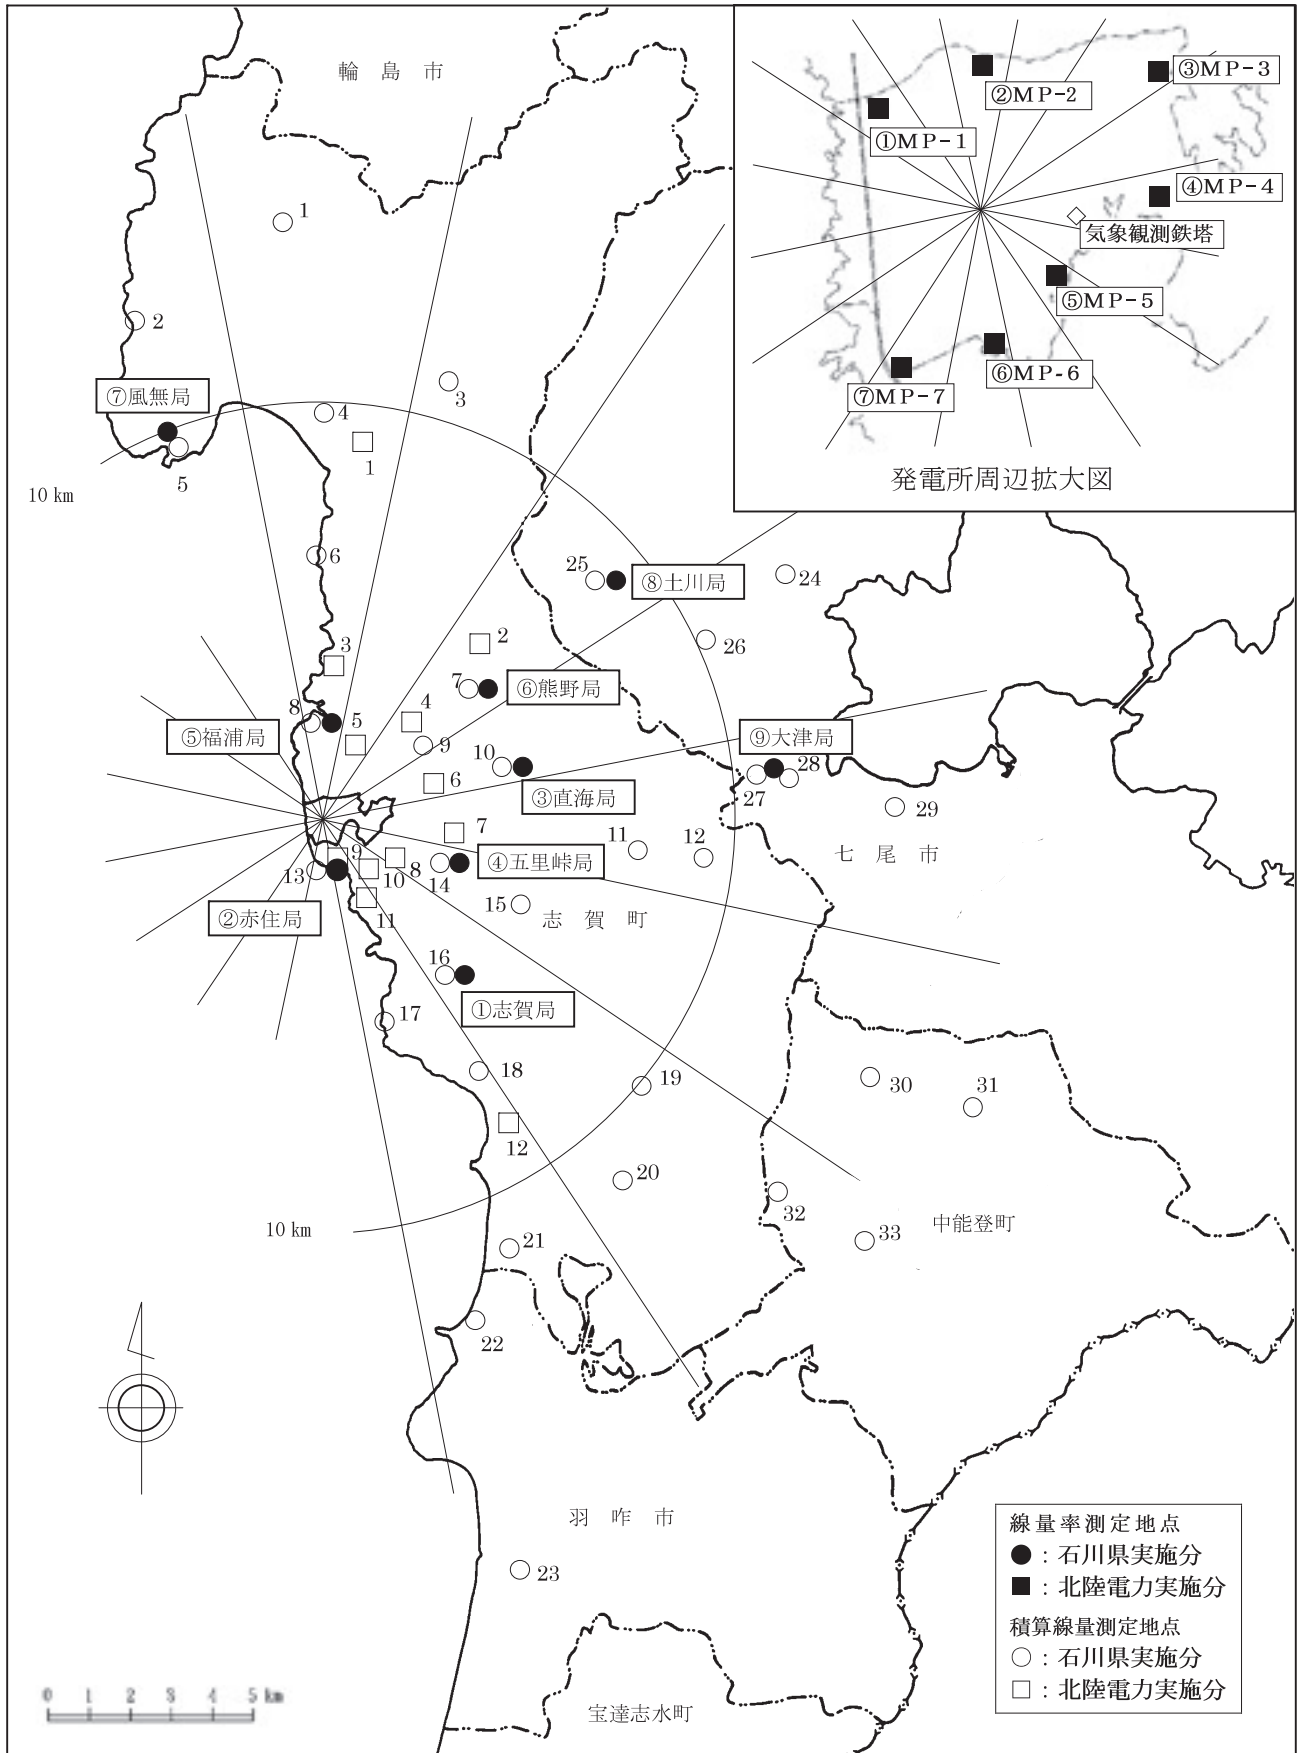 輪島市
1
2
3
⑦風無局
4
1
5
10 km
6
25
⑧土川局
24
26
2
3
7
⑥熊野局
4
8
5
⑤福浦局
9
⑨大津局
10
6
27
28
③直海局
29
7
11
12
七尾市
④五里峠局
9
13
10
8
14
11
②赤住局
15
志賀町
16
①志賀局
17
18
19
30
31
12
20
32
10 km
中能登町
33
21
22
羽咋市
23
宝達志水町
0 1 2 3 4 5 km
①MP-1
②MP-2
③MP-3
④MP-4
気象観測鉄塔
⑤MP-5
⑥MP-6
⑦MP-7
発電所周辺拡大図
線量率測定地点
●：石川県実施分
■：北陸電力実施分
積算線量測定地点
○：石川県実施分
□：北陸電力実施分